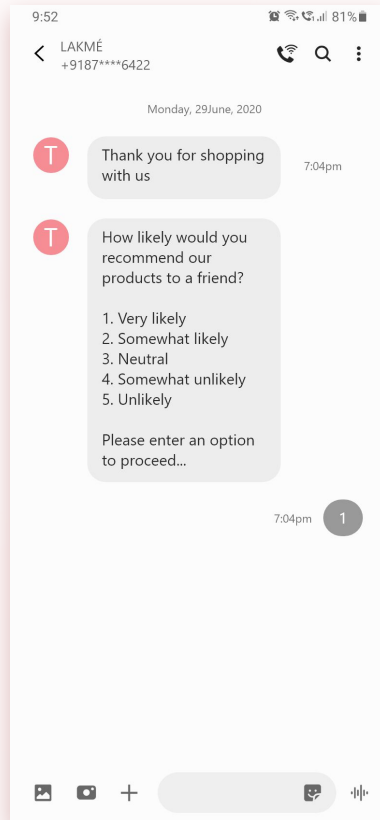 9:52
81%
LAKMÉ
+9187****6422
Monday, 29June, 2020
T
Thank you for shopping
with us
7:04pm
T
How likely would you
recommend our
products to a friend?
1. Very likely
2. Somewhat likely
3. Neutral
4. Somewhat unlikely
5. Unlikely
Please enter an option
to proceed...
7:04pm
1